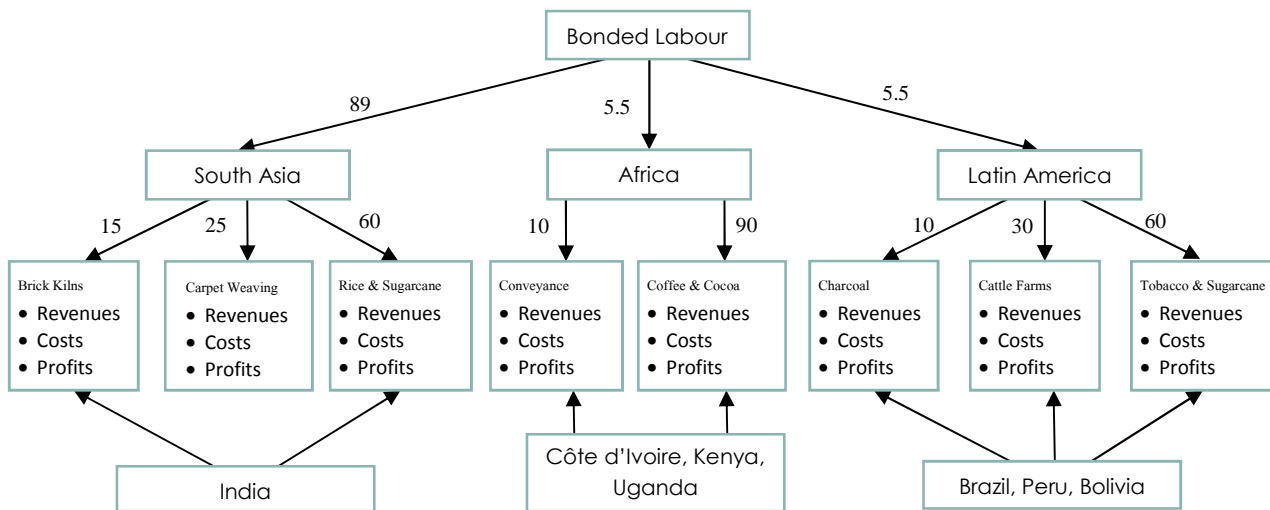 Bonded Labour
89
5.5
5.5
South Asia
Africa
Latin America
15
25
60
10
90
10
30
60
Brick Kilns
• Revenues
• Costs
• Profits
Carpet Weaving
• Revenues
• Costs
• Profits
Rice & Sugarcane
• Revenues
• Costs
• Profits
Conveyance
• Revenues
• Costs
• Profits
Coffee & Cocoa
• Revenues
• Costs
• Profits
Charcoal
• Revenues
• Costs
• Profits
Cattle Farms
• Revenues
• Costs
• Profits
Tobacco & Sugarcane
• Revenues
• Costs
• Profits
India
Côte d’Ivoire, Kenya,
Uganda
Brazil, Peru, Bolivia